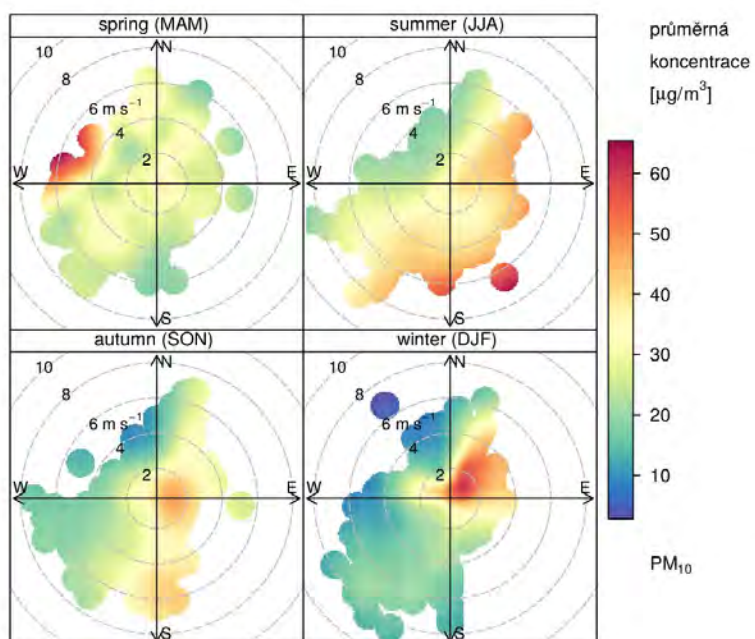 spring (MAM)
summer (JJA)
průměrná
koncentrace
[µg/m³]
10
8
6 m s⁻¹
4
2
N
W
E
S
10
8
6 m s⁻¹
4
2
N
W
E
S
60
50
40
30
20
10
autumn (SON)
winter (DJF)
10
8
6 m s⁻¹
4
2
N
W
E
S
10
8
6 m s⁻¹
4
2
N
W
E
S
PM₁₀